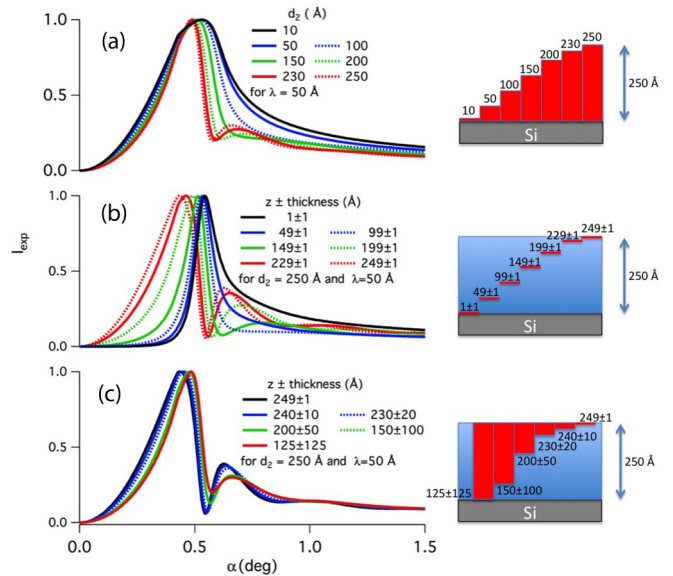 (a)
d₂ ( Å)
10
50 100
150 200
230 250
for λ = 50 Å
1.0
0.5
0.0
10 50 100 150 200 230 250
Si
250 Å
(b)
z ± thickness (Å)
1±1
49±1 99±1
149±1 199±1
229±1 249±1
for d₂ = 250 Å and λ=50 Å
1.0
0.5
0.0
I exp
1±1 49±1 99±1 149±1 199±1 229±1 249±1
Si
250 Å
(c)
z ± thickness (Å)
249±1
240±10 230±20
200±50 150±100
125±125
for d₂ = 250 Å and λ=50 Å
1.0
0.5
0.0
0.0 0.5 1.0 1.5
α(deg)
249±1
240±10
230±20
200±50
150±100
125±125
Si
250 Å